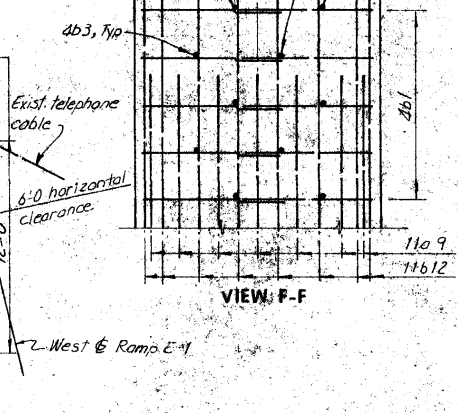 4b3, Typ.
Exist. telephone
cable
6'-0 horizontal
clearance
4b1
11a9
11b12
VIEW F-F
West ℄ Ramp E-1